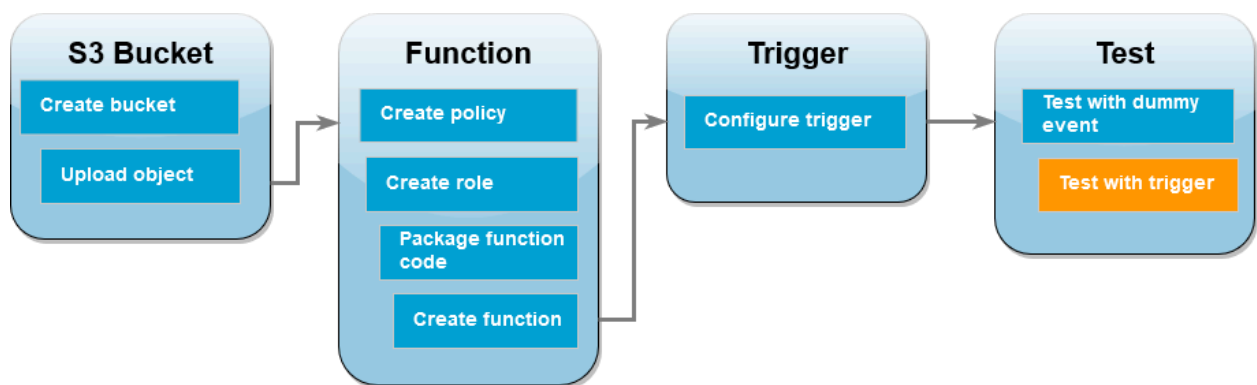 S3 Bucket
Create bucket
Upload object
Function
Create policy
Create role
Package function
code
Create function
Trigger
Configure trigger
Test
Test with dummy
event
Test with trigger